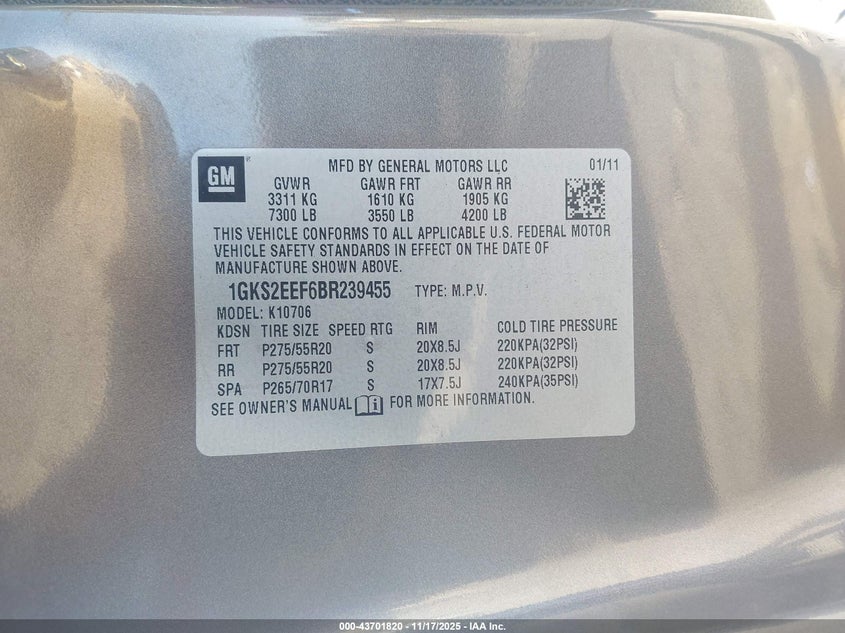 GM
MFD BY GENERAL MOTORS LLC 01/11
GVWR GAWR FRT GAWR RR
3311 KG 1610 KG 1905 KG
7300 LB 3550 LB 4200 LB
THIS VEHICLE CONFORMS TO ALL APPLICABLE U.S. FEDERAL MOTOR
VEHICLE SAFETY STANDARDS IN EFFECT ON THE DATE OF
MANUFACTURE SHOWN ABOVE.
1GKS2EEF6BR239455 TYPE: M.P.V.
MODEL: K10706
KDSN TIRE SIZE SPEED RTG RIM COLD TIRE PRESSURE
FRT P275/55R20 S 20X8.5J 220KPA(32PSI)
RR P275/55R20 S 20X8.5J 220KPA(32PSI)
SPA P265/70R17 S 17X7.5J 240KPA(35PSI)
SEE OWNER'S MANUAL FOR MORE INFORMATION.
000-43701820 — 11/17/2025 — IAA Inc.